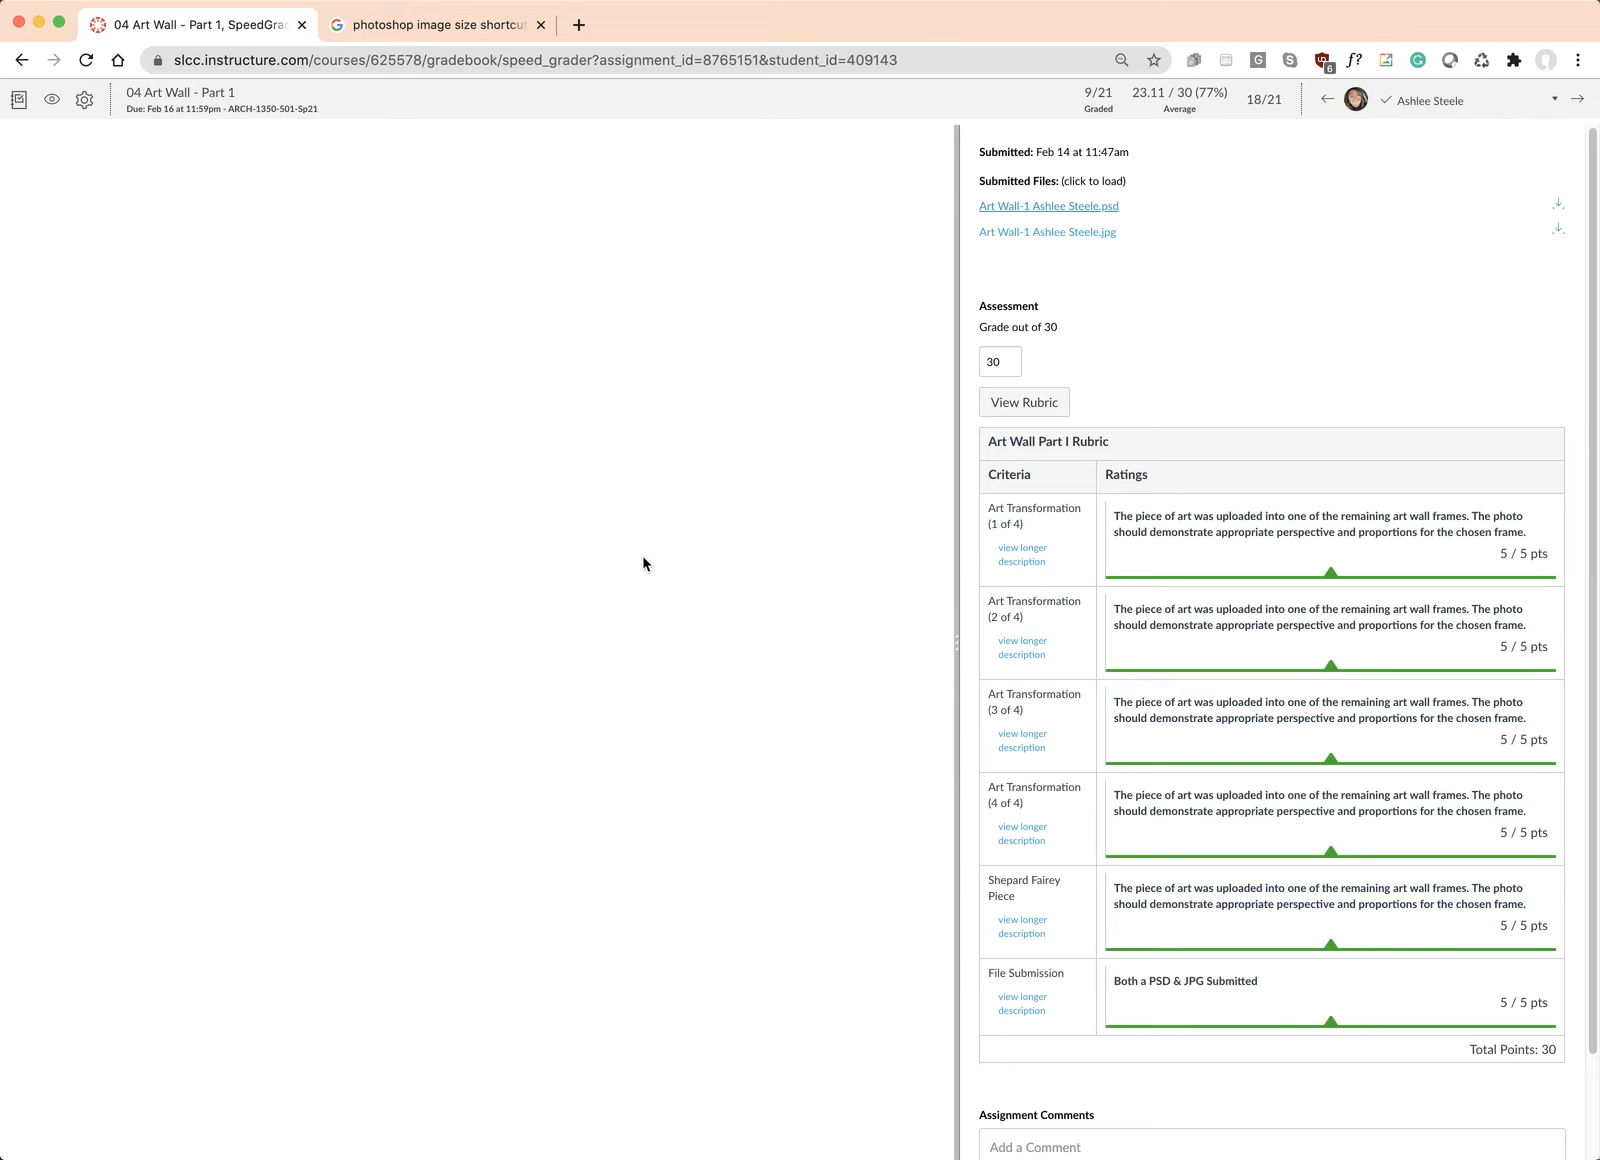 04 Art Wall - Part 1, SpeedGra
photoshop image size shortcut
slcc.instructure.com/courses/625578/gradebook/speed_grader?assignment_id=8765151&student_id=409143
6
f?
04 Art Wall - Part 1
Due: Feb 16 at 11:59pm - ARCH-1350-501-Sp21
9/21
Graded
23.11 / 30 (77%)
Average
18/21
Ashlee Steele
Submitted: Feb 14 at 11:47am
Submitted Files: (click to load)
Art Wall-1 Ashlee Steele.psd
Art Wall-1 Ashlee Steele.jpg
Assessment
Grade out of 30
30
View Rubric
Art Wall Part I Rubric
Criteria
Ratings
Art Transformation
(1 of 4)
view longer
description
The piece of art was uploaded into one of the remaining art wall frames. The photo
should demonstrate appropriate perspective and proportions for the chosen frame.
5 / 5 pts
Art Transformation
(2 of 4)
view longer
description
The piece of art was uploaded into one of the remaining art wall frames. The photo
should demonstrate appropriate perspective and proportions for the chosen frame.
5 / 5 pts
Art Transformation
(3 of 4)
view longer
description
The piece of art was uploaded into one of the remaining art wall frames. The photo
should demonstrate appropriate perspective and proportions for the chosen frame.
5 / 5 pts
Art Transformation
(4 of 4)
view longer
description
The piece of art was uploaded into one of the remaining art wall frames. The photo
should demonstrate appropriate perspective and proportions for the chosen frame.
5 / 5 pts
Shepard Fairey
Piece
view longer
description
The piece of art was uploaded into one of the remaining art wall frames. The photo
should demonstrate appropriate perspective and proportions for the chosen frame.
5 / 5 pts
File Submission
view longer
description
Both a PSD & JPG Submitted
5 / 5 pts
Total Points: 30
Assignment Comments
Add a Comment